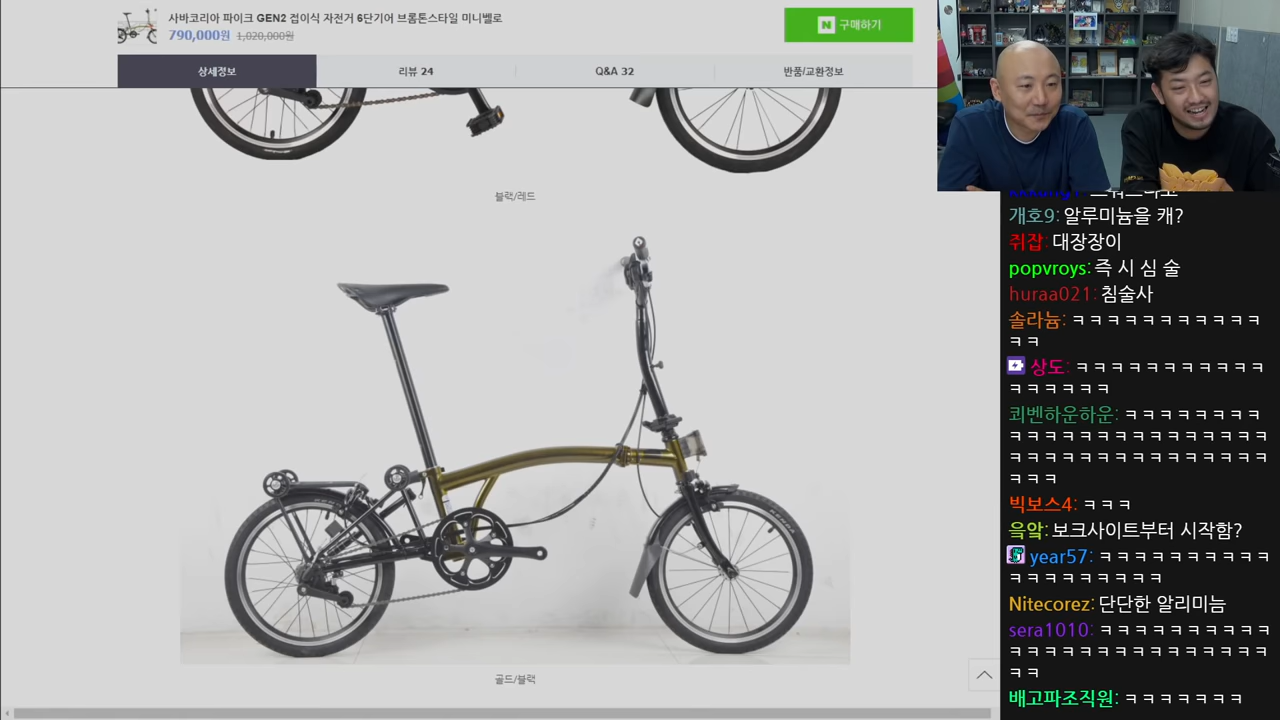 사바코리아 파이크 GEN2 접이식 자전거 6단기어 브롬톤스타일 미니벨로
790,000원 1,020,000원
N 구매하기
상세정보
리뷰 24
Q&A 32
반품/교환정보
블랙/레드
골드/블랙
개호9: 알루미늄을 캐?
쥐잡: 대장장이
popvroys: 즉 시 심 술
huraa021: 침술사
솔라늄: ㅋㅋㅋㅋㅋㅋㅋㅋㅋㅋㅋ
ㅋㅋ
상도: ㅋㅋㅋㅋㅋㅋㅋㅋㅋㅋㅋ
ㅋㅋㅋㅋㅋㅋ
쾨벤하운하운: ㅋㅋㅋㅋㅋㅋㅋㅋ
ㅋㅋㅋㅋㅋㅋㅋㅋㅋㅋㅋㅋㅋㅋㅋ
ㅋㅋㅋㅋㅋㅋㅋㅋㅋㅋㅋㅋㅋㅋㅋ
ㅋㅋㅋ
빅보스4: ㅋㅋㅋ
윽앜: 보크사이트부터 시작함?
year57: ㅋㅋㅋㅋㅋㅋㅋㅋㅋㅋ
ㅋㅋㅋㅋㅋㅋㅋㅋㅋ
Nitecorez: 단단한 알리미늠
sera1010: ㅋㅋㅋㅋㅋㅋㅋㅋㅋㅋ
ㅋㅋㅋㅋㅋㅋㅋㅋㅋㅋㅋㅋㅋㅋㅋ
ㅋㅋ
배고파조직원: ㅋㅋㅋㅋㅋㅋㅋ